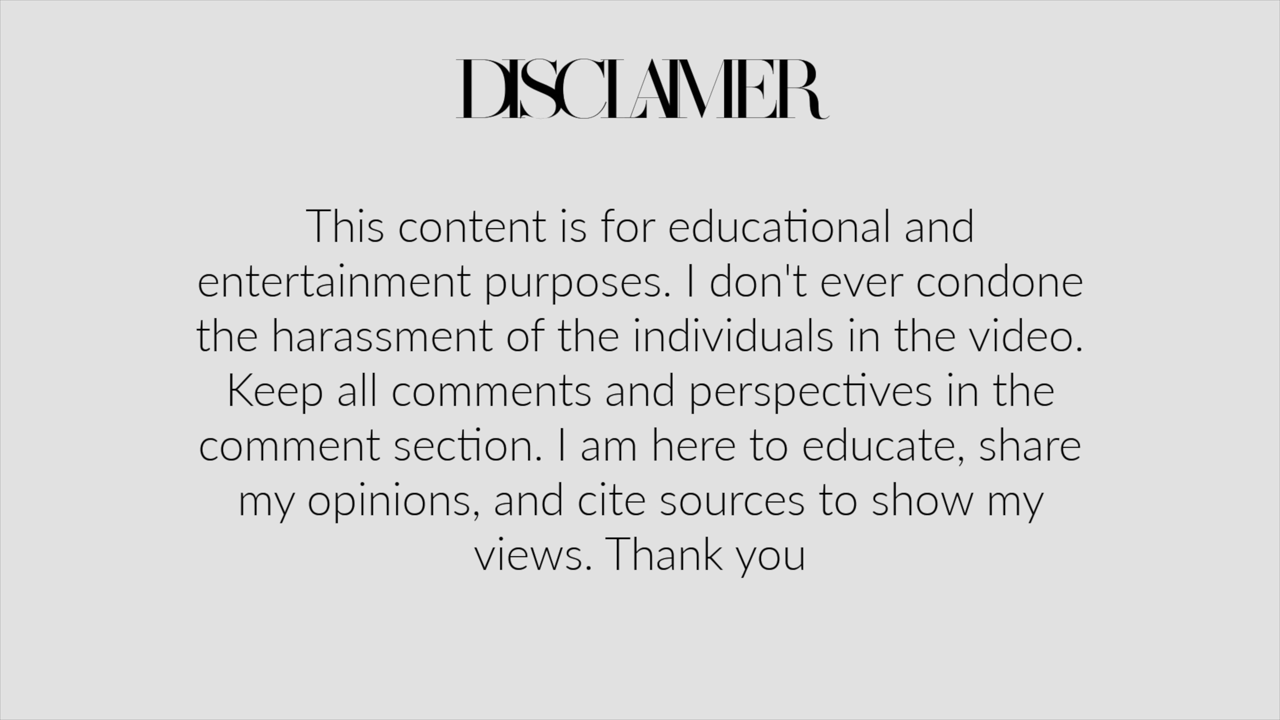 DISCLAIMER
This content is for educational and
entertainment purposes. I don't ever condone
the harassment of the individuals in the video.
Keep all comments and perspectives in the
comment section. I am here to educate, share
my opinions, and cite sources to show my
views. Thank you